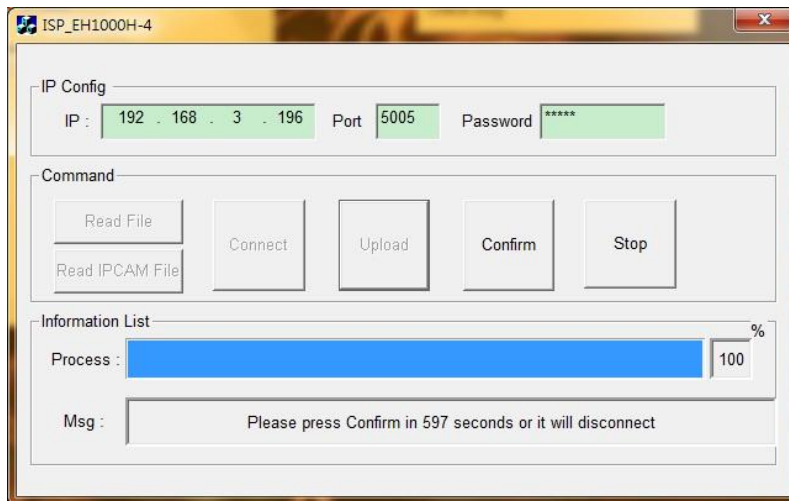 ISP_EH1000H-4
IP Config
IP : 192 . 168 . 3 . 196 Port 5005 Password *****
Command
Read File
Read IPCAM File
Connect
Upload
Confirm
Stop
Information List
%
Process : 100
Msg : Please press Confirm in 597 seconds or it will disconnect